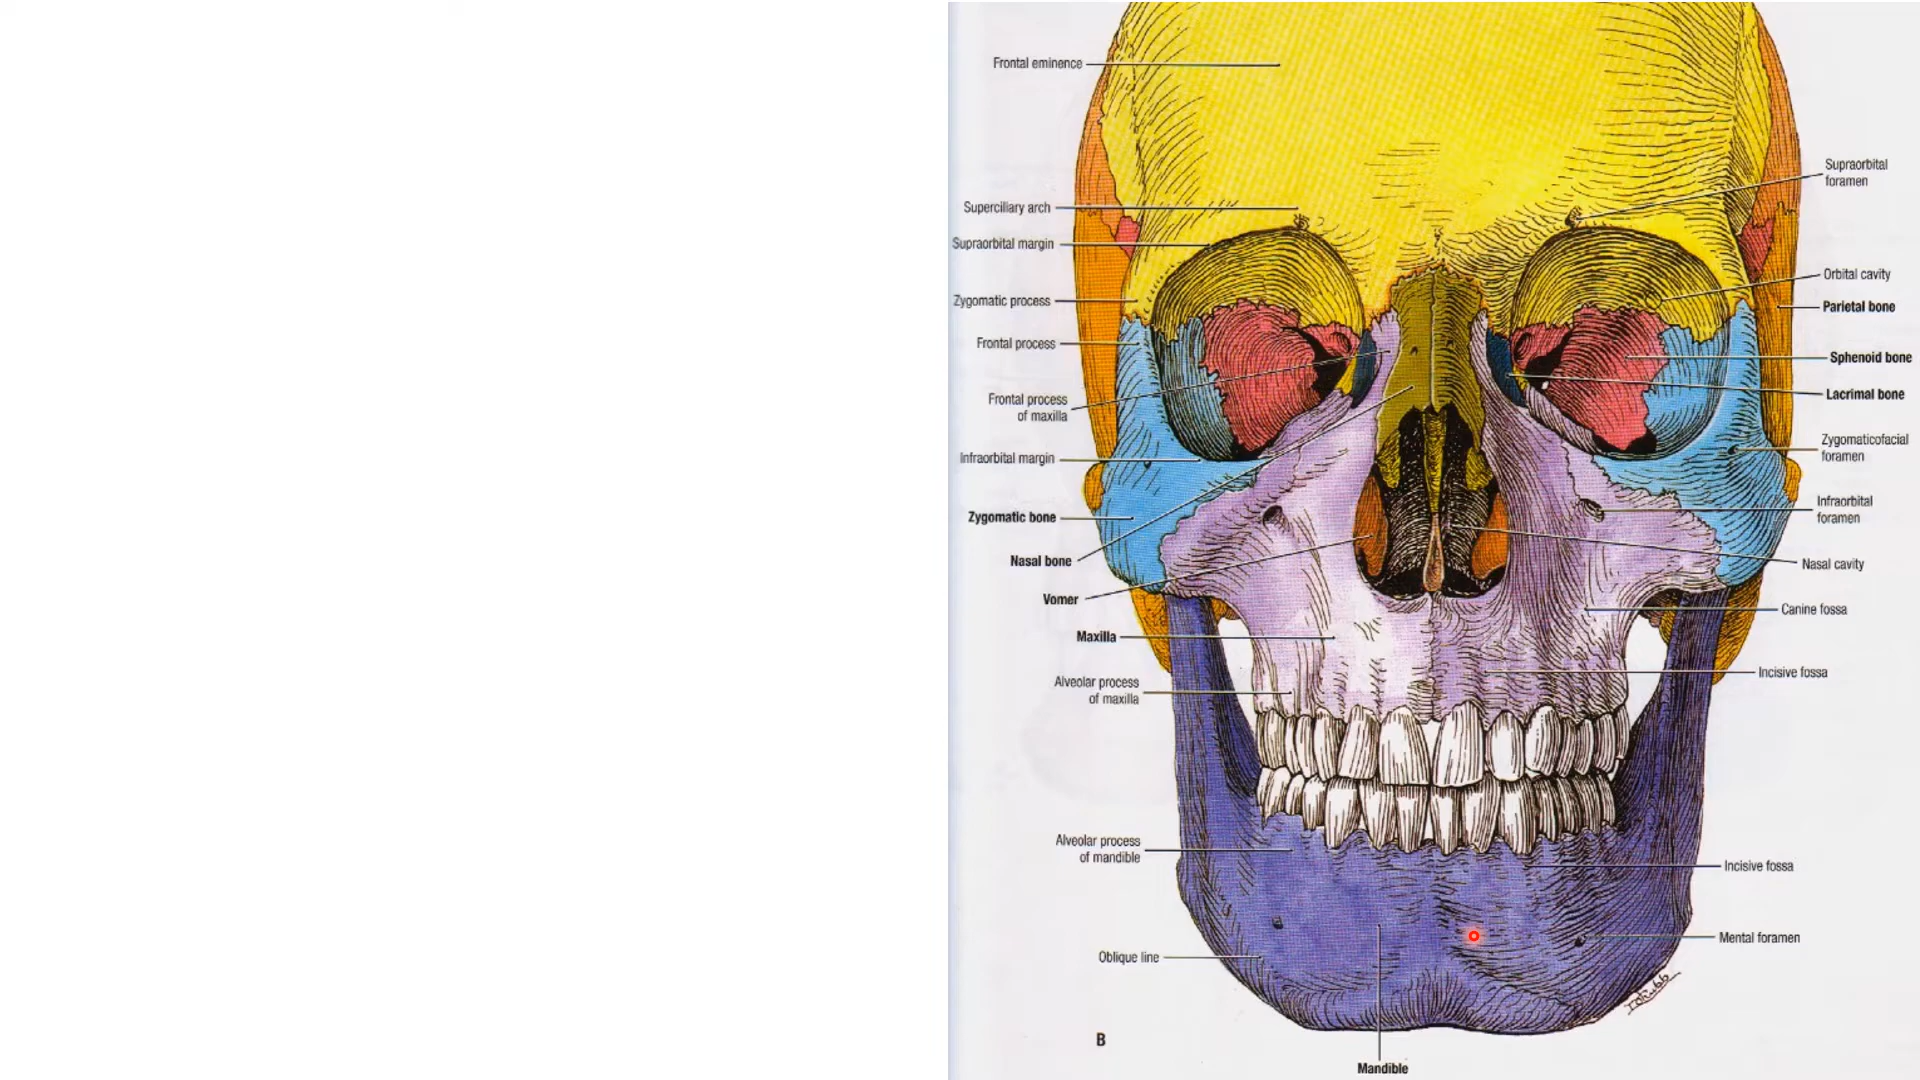 Frontal eminence
Superciliary arch
Supraorbital margin
Zygomatic process
Frontal process
Frontal process
of maxilla
Infraorbital margin
Zygomatic bone
Nasal bone
Vomer
Maxilla
Alveolar process
of maxilla
Alveolar process
of mandible
Oblique line
B
Mandible
Supraorbital
foramen
Orbital cavity
Parietal bone
Sphenoid bone
Lacrimal bone
Zygomaticofacial
foramen
Infraorbital
foramen
Nasal cavity
Canine fossa
Incisive fossa
Incisive fossa
Mental foramen